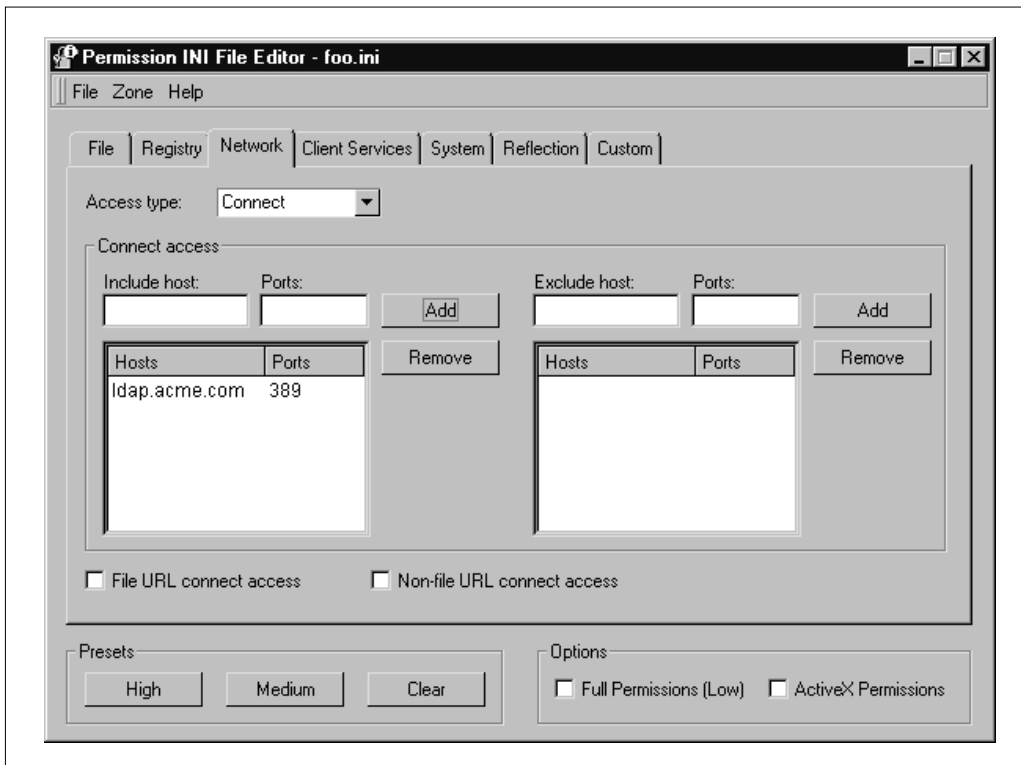 Permission INI File Editor - foo.ini
File Zone Help
File Registry Network Client Services System Reflection Custom
Access type: Connect
Connect access
Include host: Ports: Exclude host: Ports:
Add Add
Hosts Ports Remove Hosts Ports Remove
ldap.acme.com 389
File URL connect access Non-file URL connect access
Presets Options
High Medium Clear Full Permissions (Low) ActiveX Permissions